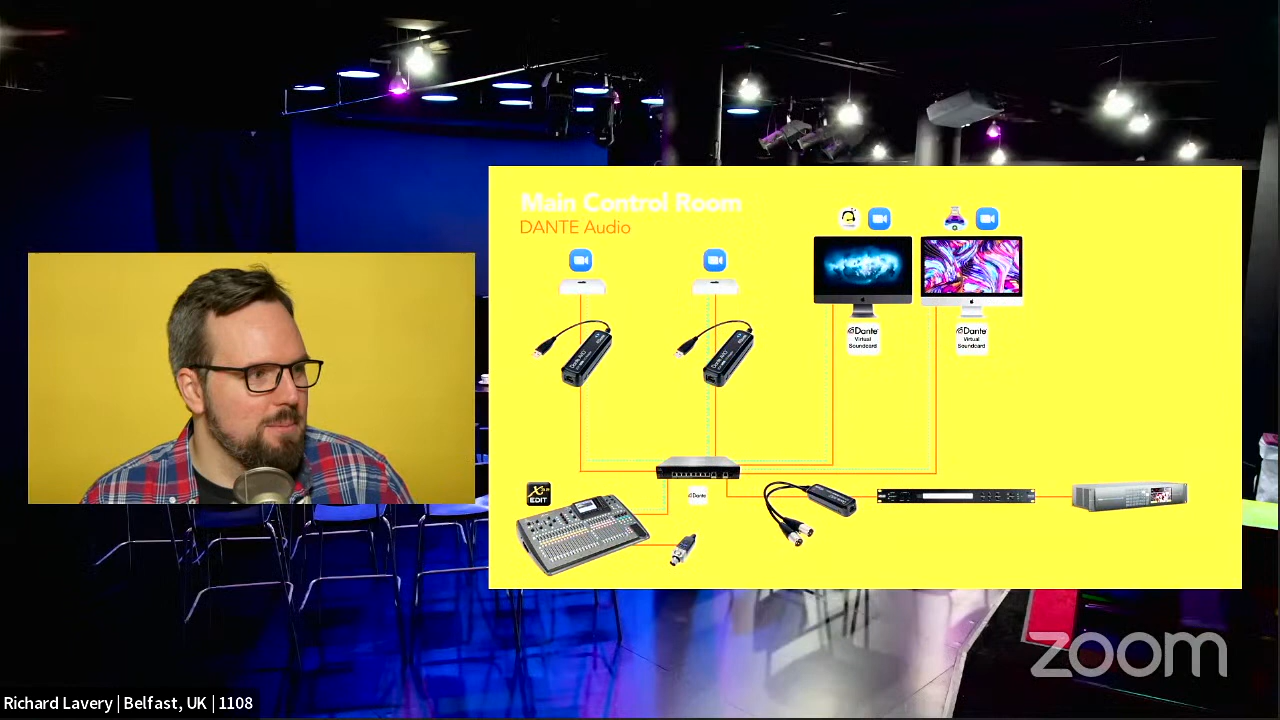 Main Control Room
DANTE Audio
Dante
Virtual
Soundcard
Dante
Virtual
Soundcard
Dante
EDIT
zoom
Richard Lavery | Belfast, UK | 1108